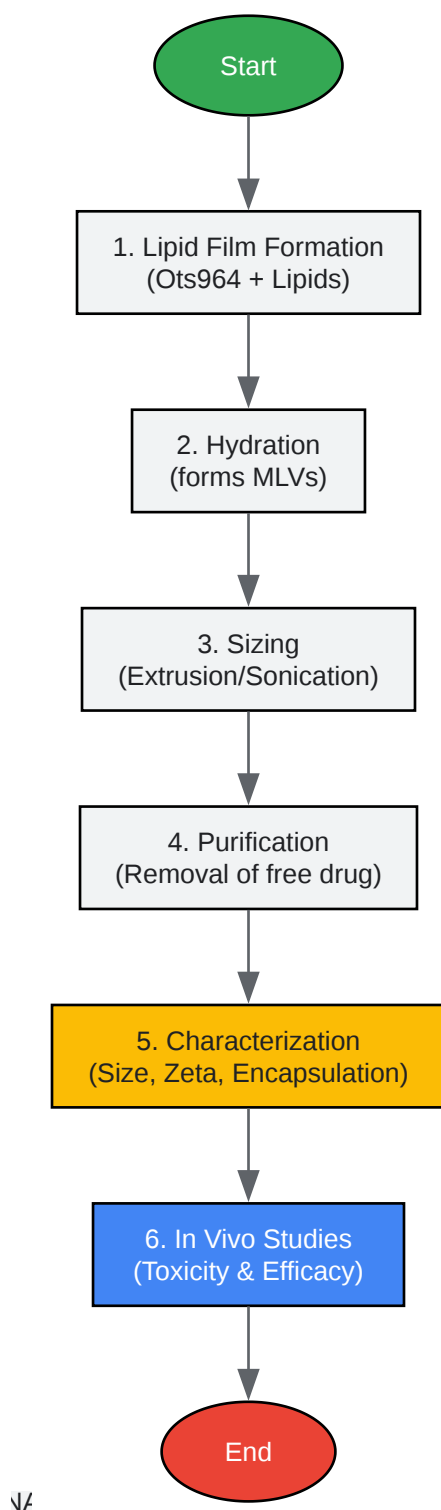 Start
1. Lipid Film Formation
(Ots964 + Lipids)
2. Hydration
(forms MLVs)
3. Sizing
(Extrusion/Sonication)
4. Purification
(Removal of free drug)
5. Characterization
(Size, Zeta, Encapsulation)
6. In Vivo Studies
(Toxicity & Efficacy)
End